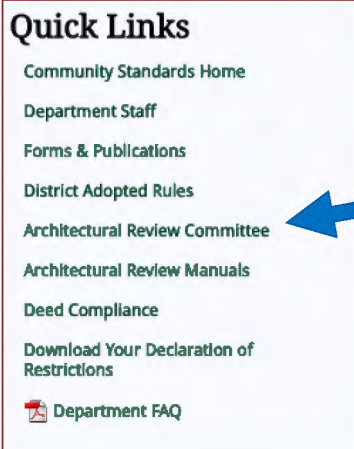 Quick Links
Community Standards Home
Department Staff
Forms & Publications
District Adopted Rules
Architectural Review Committee
Architectural Review Manuals
Deed Compliance
Download Your Declaration of
Restrictions
Department FAQ